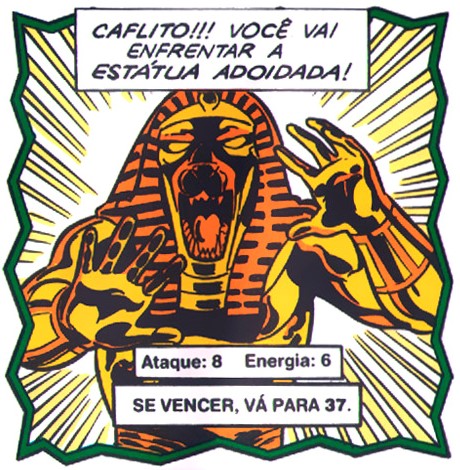 CAFLITO!!! VOCÊ VAI
ENFRENTAR A
ESTÁTUA ADOIDADA!
Ataque: 8 Energia: 6
SE VENCER, VÁ PARA 37.